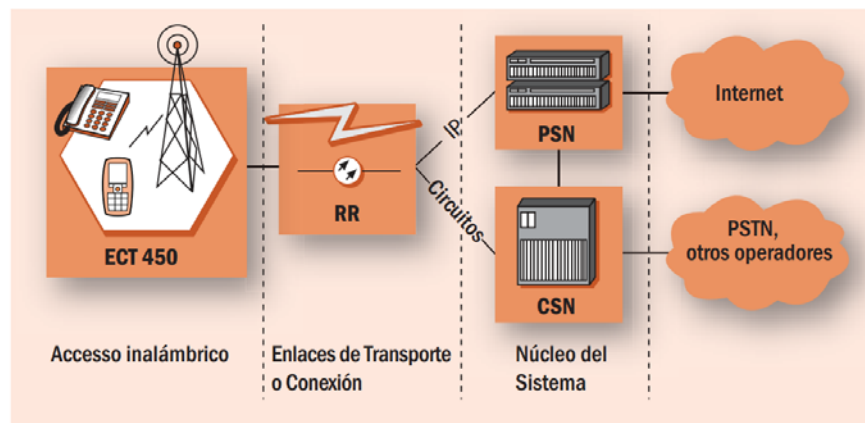 ECT 450
RR
IP
Circuitos
PSN
CSN
Internet
PSTN,
otros operadores
Accesso inalámbrico
Enlaces de Transporte
o Conexión
Núcleo del
Sistema